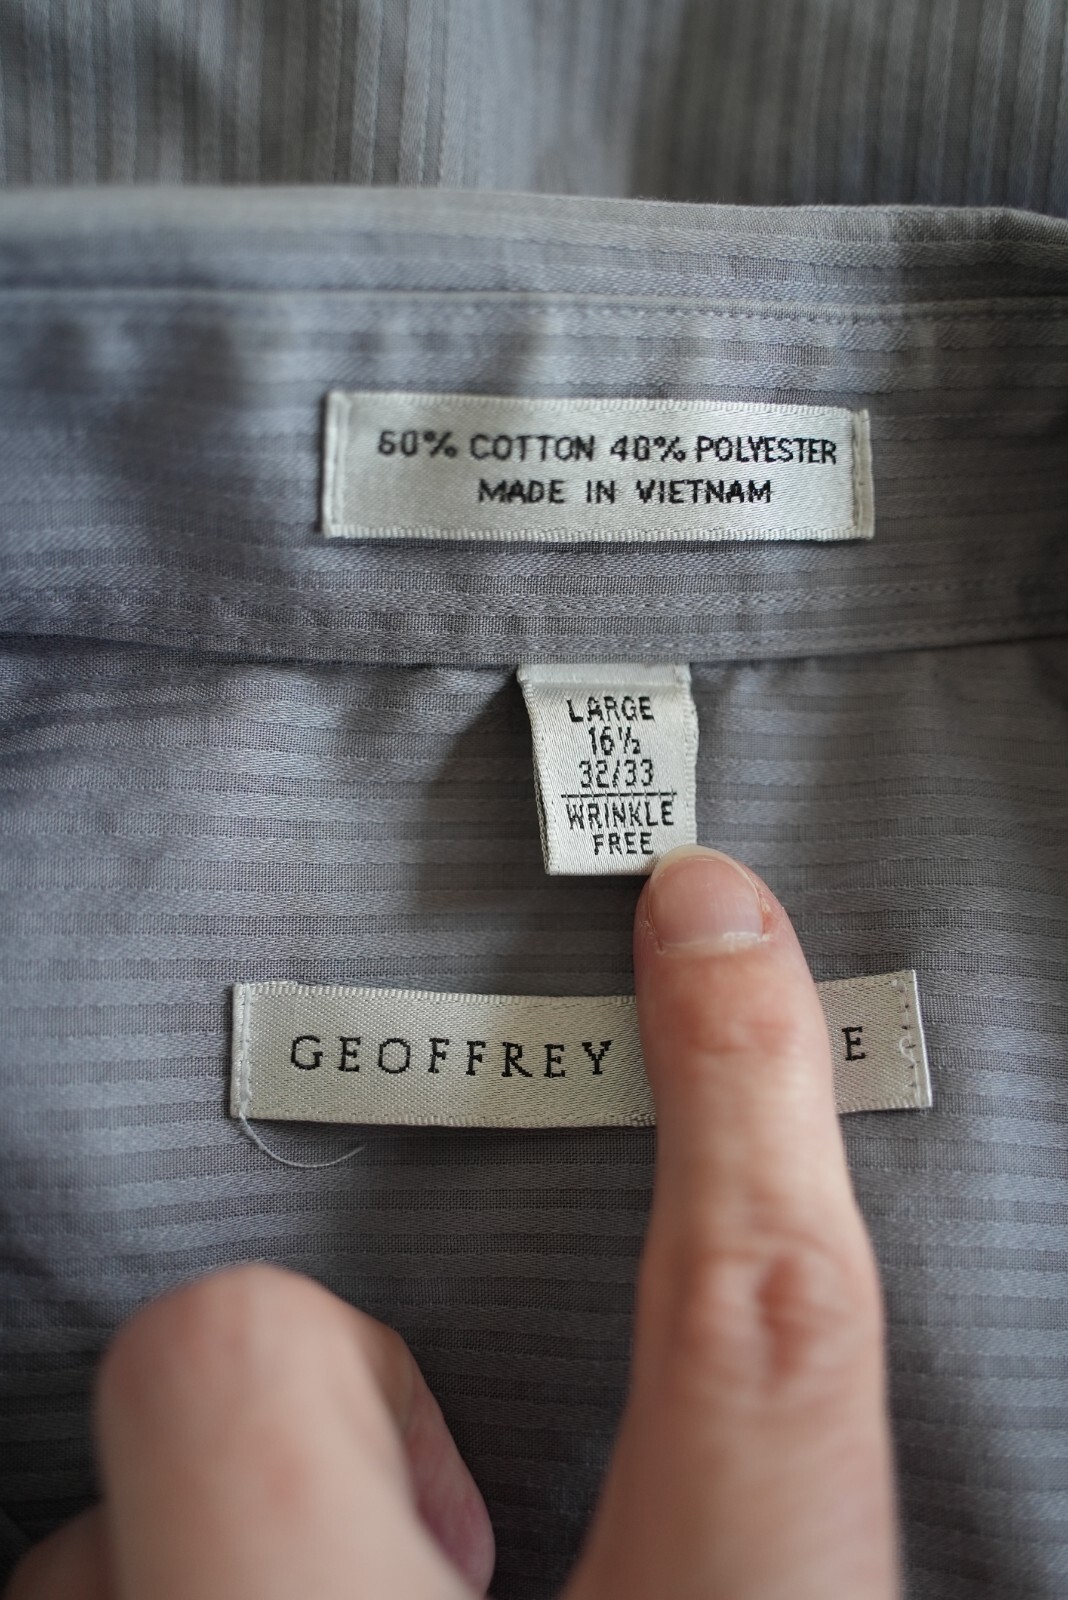 60% COTTON 40% POLYESTER
MADE IN VIETNAM
LARGE
16½
32/33
WRINKLE
FREE
GEOFFREY E